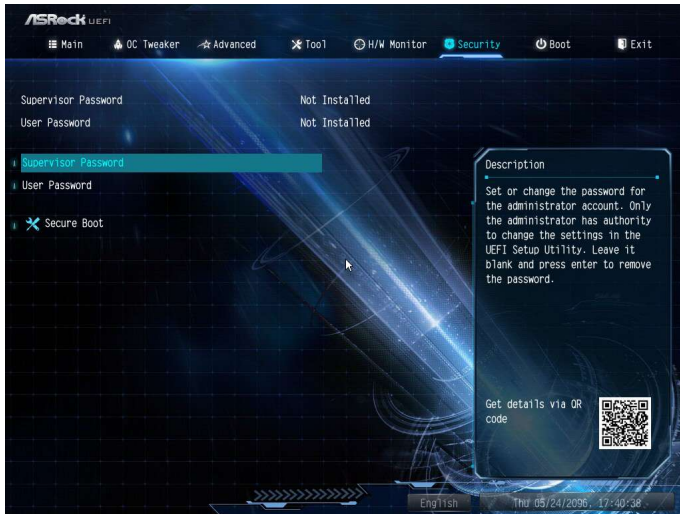 ASRock UEFI
Main OC Tweaker Advanced Tool H/W Monitor Security Boot Exit
Supervisor Password Not Installed
User Password Not Installed
Supervisor Password
User Password
Secure Boot
Description
Set or change the password for
the administrator account. Only
the administrator has authority
to change the settings in the
UEFI Setup Utility. Leave it
blank and press enter to remove
the password.
Get details via QR
code
English Thu 05/24/2096, 17:40:38